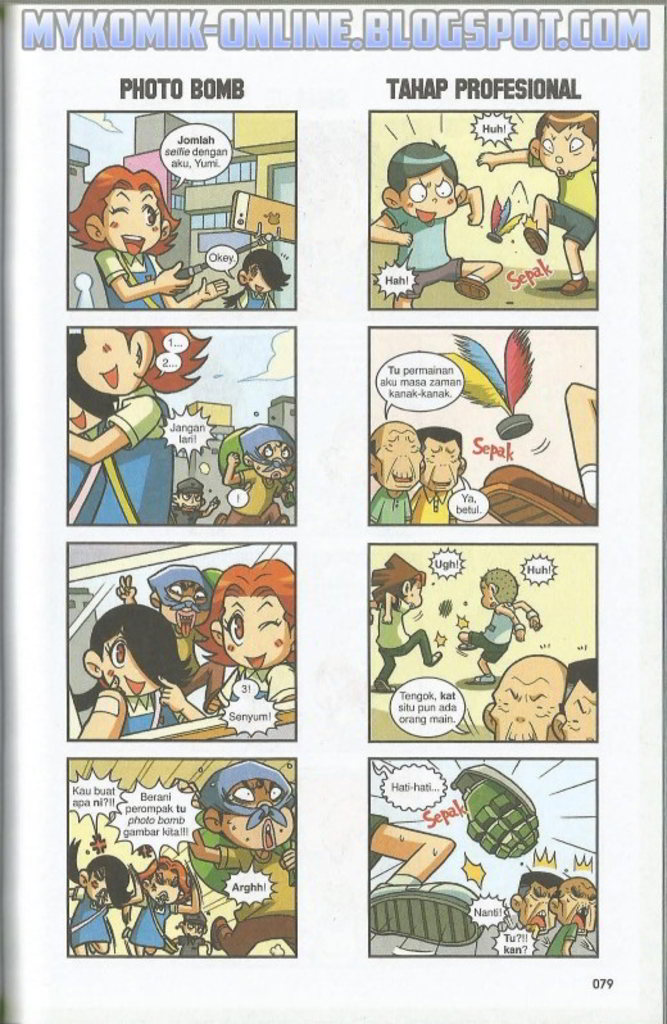 MYKOMIK-ONLINE.BLOGSPOT.COM
PHOTO BOMB
Jomlah
selfie dengan
aku, Yumi.
Okey.
1...
2...
Jangan
lari!
!
3!
Senyum!
Kau buat
apa ni?!!
Berani
perompak tu
photo bomb
gambar kita!!!
Arghh!
TAHAP PROFESIONAL
Huh!
Hah!
Sepak
Tu permainan
aku masa zaman
kanak-kanak.
Sepak
Ya,
betul.
Ugh!
Huh!
Tengok, kat
situ pun ada
orang main.
Hati-hati...
Sepak
Nanti!
Tu?!!
kan?
079